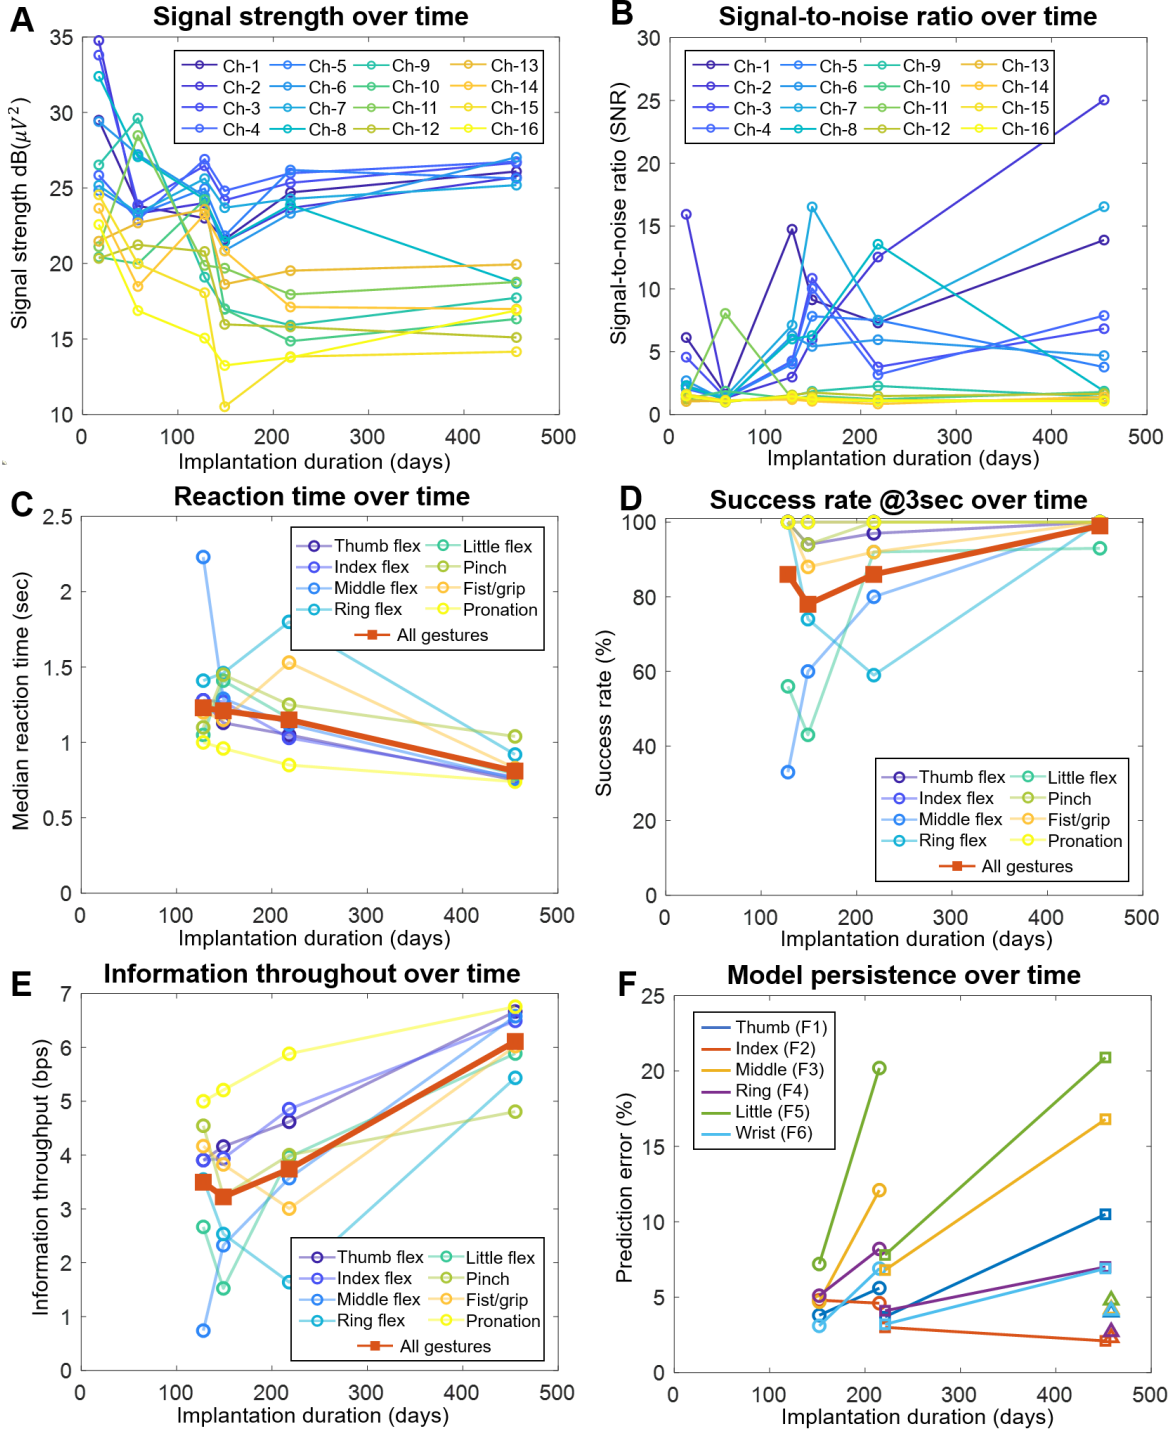 A
Signal strength over time
Signal strength dB(μV²)
35
30
25
20
15
10
Ch-1 Ch-5 Ch-9 Ch-13
Ch-2 Ch-6 Ch-10 Ch-14
Ch-3 Ch-7 Ch-11 Ch-15
Ch-4 Ch-8 Ch-12 Ch-16
0 100 200 300 400 500
Implantation duration (days)
B
Signal-to-noise ratio over time
Signal-to-noise ratio (SNR)
30
25
20
15
10
5
0
Ch-1 Ch-5 Ch-9 Ch-13
Ch-2 Ch-6 Ch-10 Ch-14
Ch-3 Ch-7 Ch-11 Ch-15
Ch-4 Ch-8 Ch-12 Ch-16
0 100 200 300 400 500
Implantation duration (days)
C
Reaction time over time
Median reaction time (sec)
2.5
2
1.5
1
0.5
0
Thumb flex Little flex
Index flex Pinch
Middle flex Fist/grip
Ring flex Pronation
All gestures
0 100 200 300 400 500
Implantation duration (days)
D
Success rate @3sec over time
Success rate (%)
100
80
60
40
20
0
Thumb flex Little flex
Index flex Pinch
Middle flex Fist/grip
Ring flex Pronation
All gestures
0 100 200 300 400 500
Implantation duration (days)
E
Information throughout over time
Information throughput (bps)
7
6
5
4
3
2
1
0
Thumb flex Little flex
Index flex Pinch
Middle flex Fist/grip
Ring flex Pronation
All gestures
0 100 200 300 400 500
Implantation duration (days)
F
Model persistence over time
Prediction error (%)
25
20
15
10
5
0
Thumb (F1)
Index (F2)
Middle (F3)
Ring (F4)
Little (F5)
Wrist (F6)
0 100 200 300 400 500
Implantation duration (days)